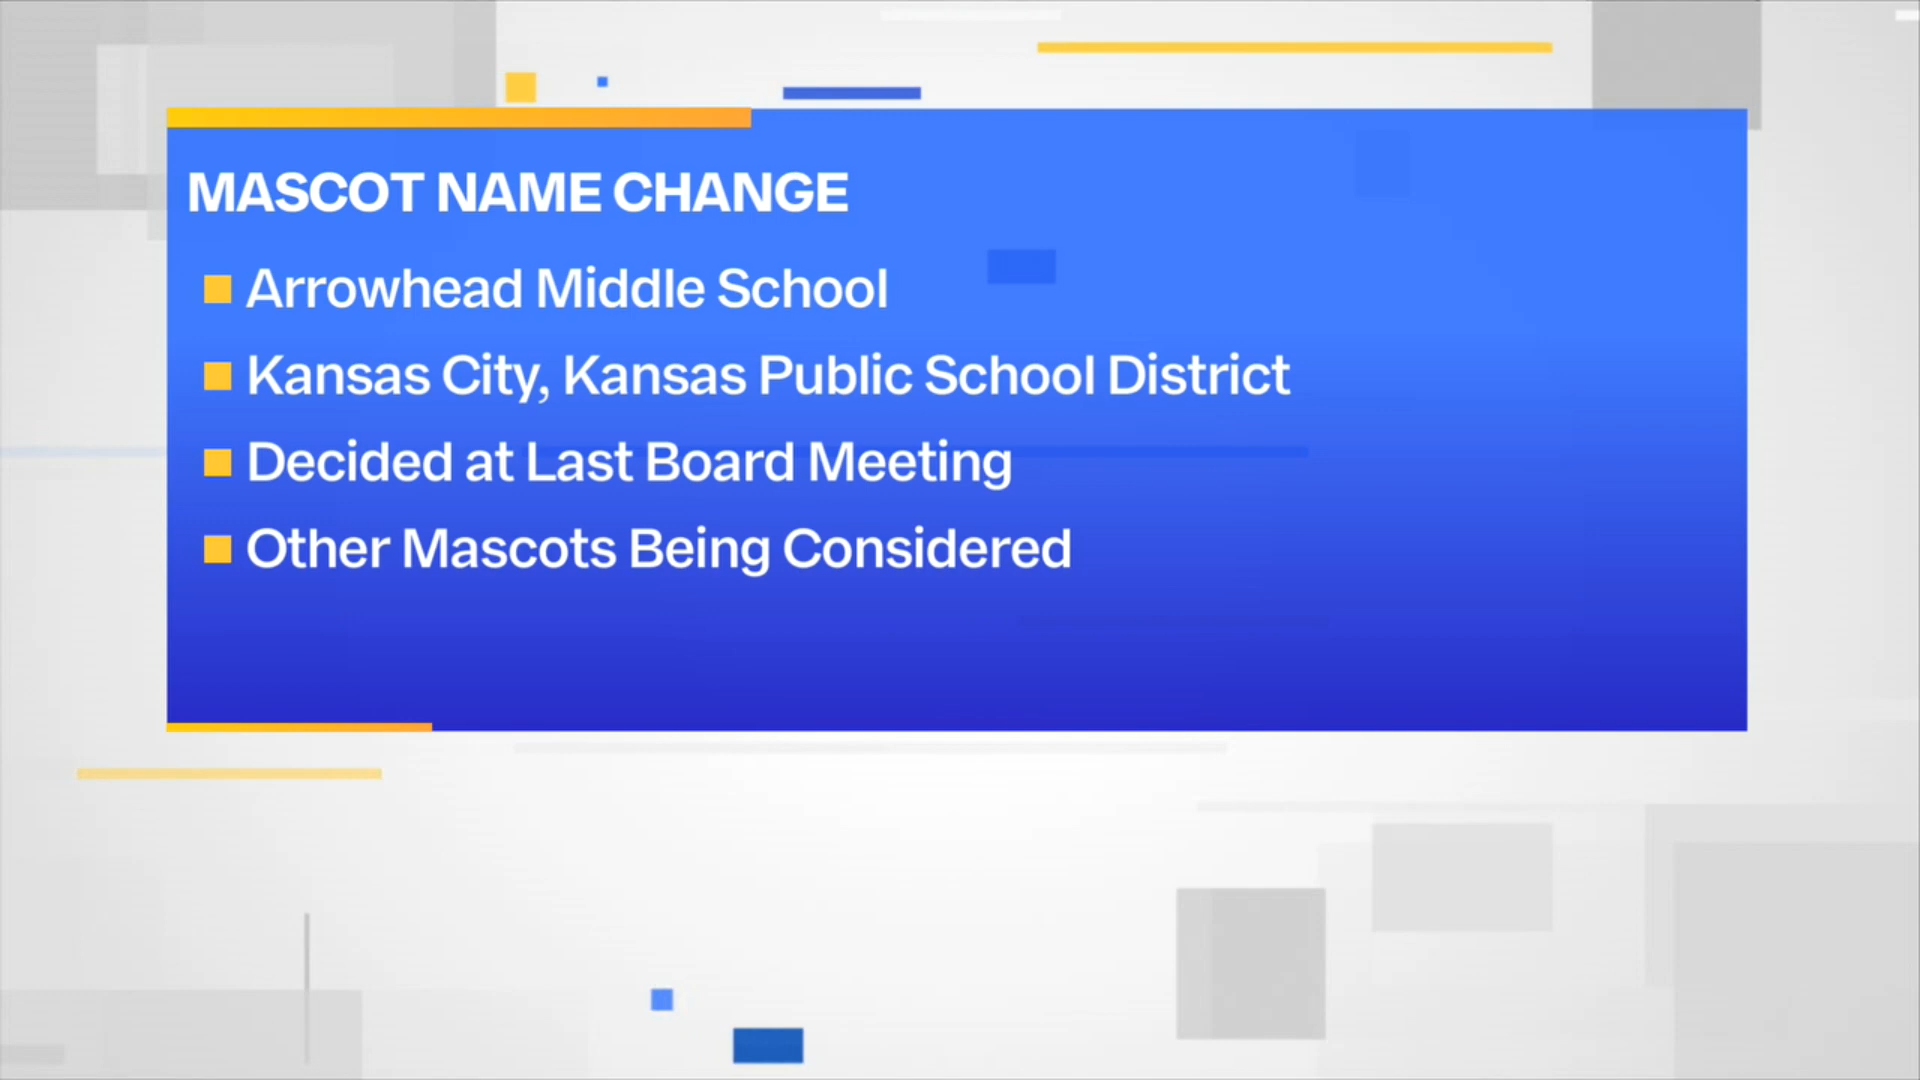 MASCOT NAME CHANGE
Arrowhead Middle School
Kansas City, Kansas Public School District
Decided at Last Board Meeting
Other Mascots Being Considered